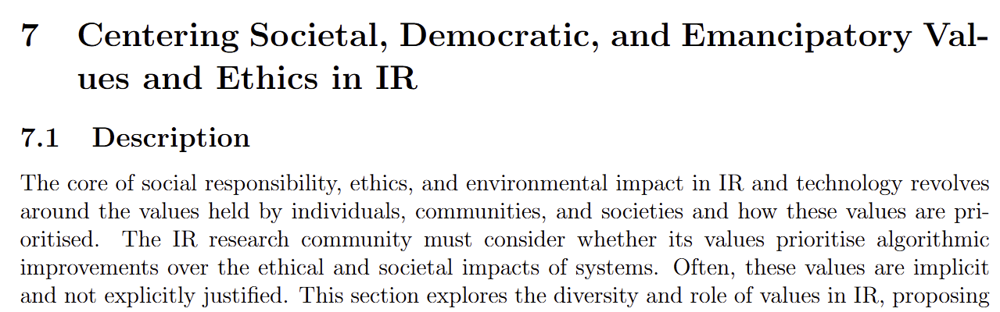 7 Centering Societal, Democratic, and Emancipatory Val-
ues and Ethics in IR
7.1 Description
The core of social responsibility, ethics, and environmental impact in IR and technology revolves
around the values held by individuals, communities, and societies and how these values are pri-
oritised. The IR research community must consider whether its values prioritise algorithmic
improvements over the ethical and societal impacts of systems. Often, these values are implicit
and not explicitly justified. This section explores the diversity and role of values in IR, proposing